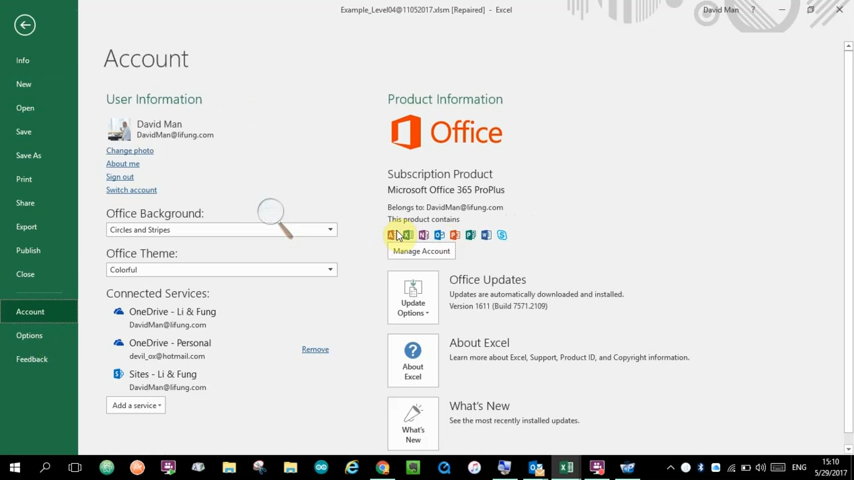 Example_Level04@11052017.xlsm [Repaired] - Excel
David Man
?
Info
New
Open
Save
Save As
Print
Share
Export
Publish
Close
Account
Options
Feedback
Account
User Information
David Man
DavidMan@lifung.com
Change photo
About me
Sign out
Switch account
Office Background:
Circles and Stripes
Office Theme:
Colorful
Connected Services:
OneDrive - Li & Fung
DavidMan@lifung.com
OneDrive - Personal
devil_ox@hotmail.com
Remove
Sites - Li & Fung
DavidMan@lifung.com
Add a service
Product Information
Office
Subscription Product
Microsoft Office 365 ProPlus
Belongs to: DavidMan@lifung.com
This product contains
Manage Account
Update
Options
Office Updates
Updates are automatically downloaded and installed.
Version 1611 (Build 7571.2109)
About
Excel
About Excel
Learn more about Excel, Support, Product ID, and Copyright information.
What's
New
What's New
See the most recently installed updates.
ENG
15:10
5/29/2017